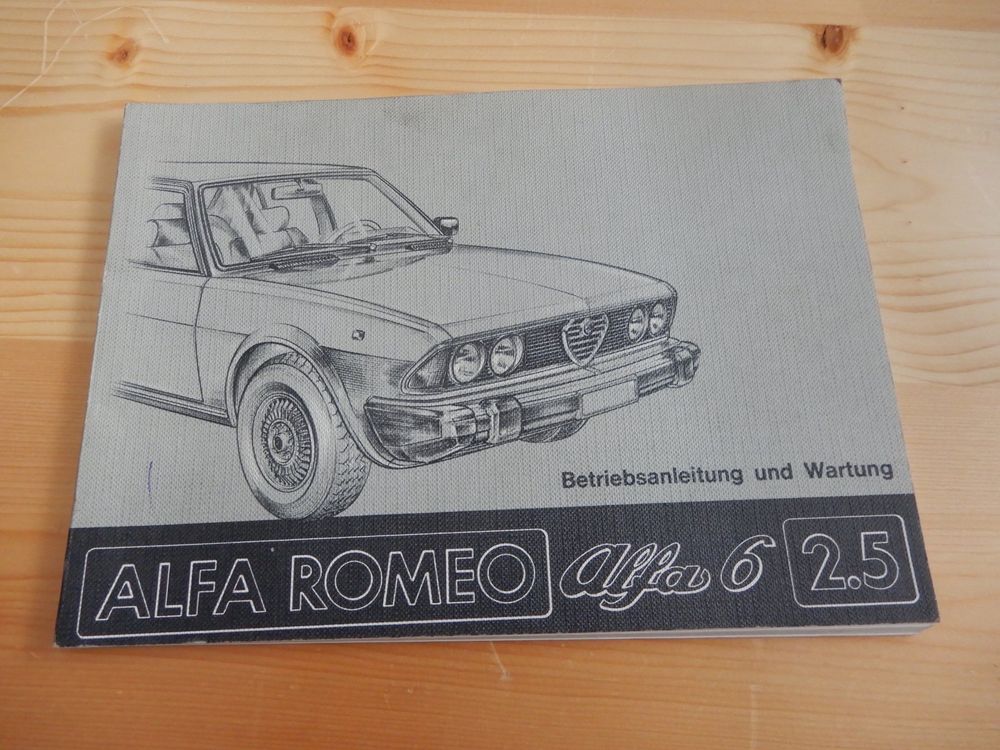 Betriebsanleitung und Wartung
ALFA ROMEO Alfa 6 2.5